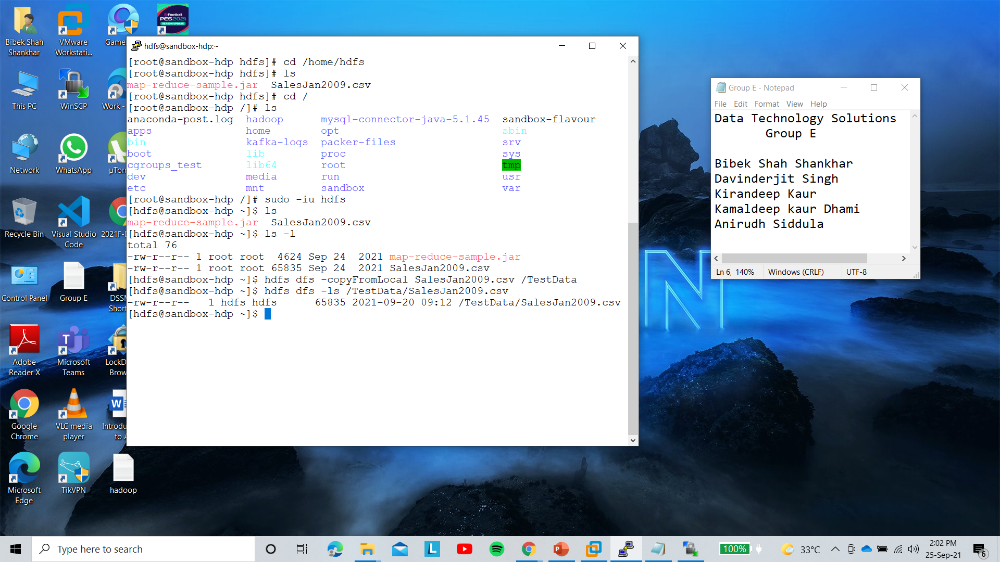 Bibek Shah
Shankhar
VMware
Workstati...
Game
eFootball
PES2021
SEASON UPDATE
This PC
WinSCP
Work -
Network
WhatsApp
µTorr
Recycle Bin
Visual Studio
Code
2021F-
Control Panel
Group E
DSSM
Short
Adobe
Reader X
Microsoft
Teams
LockD
Brow
Google
Chrome
VLC media
player
Introdu
to A
Microsoft
Edge
TikVPN
hadoop
hdfs@sandbox-hdp:~
[root@sandbox-hdp hdfs]# cd /home/hdfs
[root@sandbox-hdp hdfs]# ls
map-reduce-sample.jar  SalesJan2009.csv
[root@sandbox-hdp hdfs]# cd /
[root@sandbox-hdp /]# ls
anaconda-post.log  hadoop  mysql-connector-java-5.1.45  sandbox-flavour
apps  home  opt  sbin
bin  kafka-logs  packer-files  srv
boot  lib  proc  sys
cgroups_test  lib64  root  tmp
dev  media  run  usr
etc  mnt  sandbox  var
[root@sandbox-hdp /]# sudo -iu hdfs
[hdfs@sandbox-hdp ~]$ ls
map-reduce-sample.jar  SalesJan2009.csv
[hdfs@sandbox-hdp ~]$ ls -l
total 76
-rw-r--r-- 1 root root  4624 Sep 24  2021 map-reduce-sample.jar
-rw-r--r-- 1 root root 65835 Sep 24  2021 SalesJan2009.csv
[hdfs@sandbox-hdp ~]$ hdfs dfs -copyFromLocal SalesJan2009.csv /TestData
[hdfs@sandbox-hdp ~]$ hdfs dfs -ls /TestData/SalesJan2009.csv
-rw-r--r--   1 hdfs hdfs      65835 2021-09-20 09:12 /TestData/SalesJan2009.csv
[hdfs@sandbox-hdp ~]$
Group E - Notepad
File Edit Format View Help
Data Technology Solutions
Group E
Bibek Shah Shankhar
Davinderjit Singh
Kirandeep Kaur
Kamaldeep kaur Dhami
Anirudh Siddula
Ln 6 140% Windows (CRLF) UTF-8
Type here to search
100%
33°C
2:02 PM
25-Sep-21
6